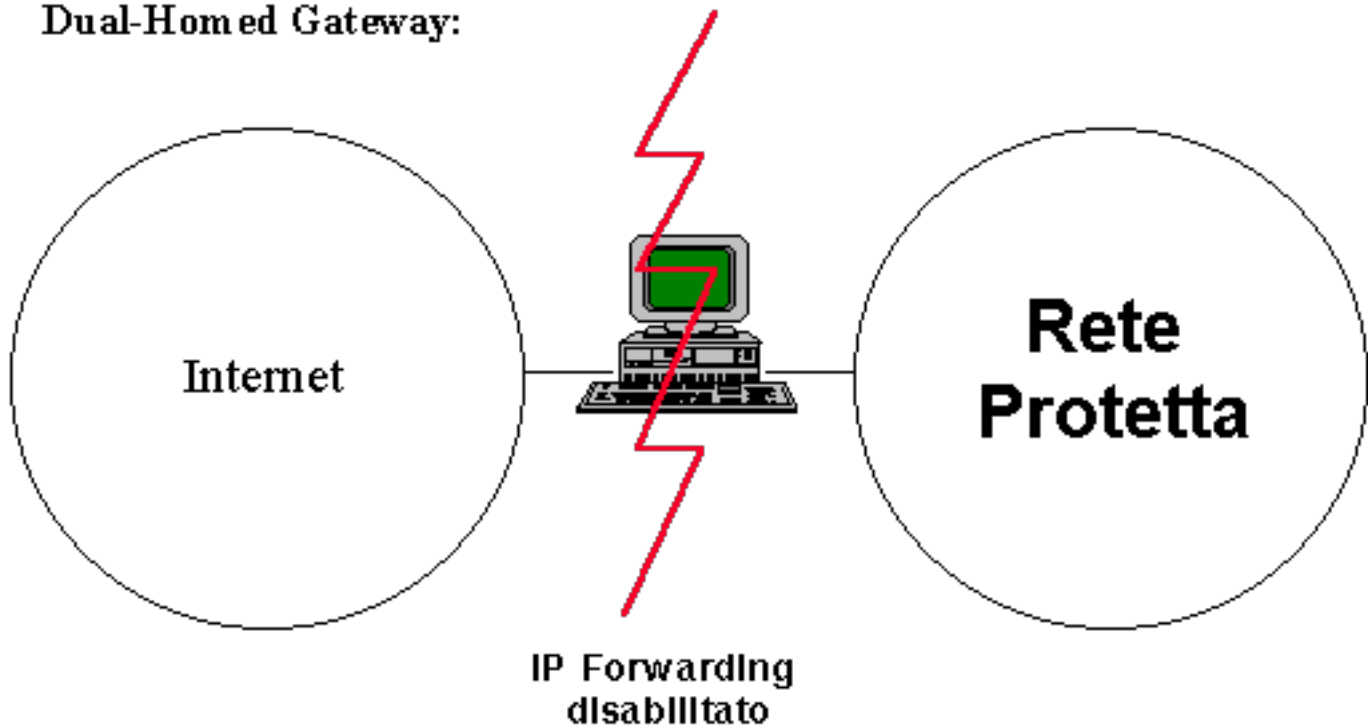 Dual-Homed Gateway:
Internet
Rete
Protetta
IP Forwarding
disabilitato